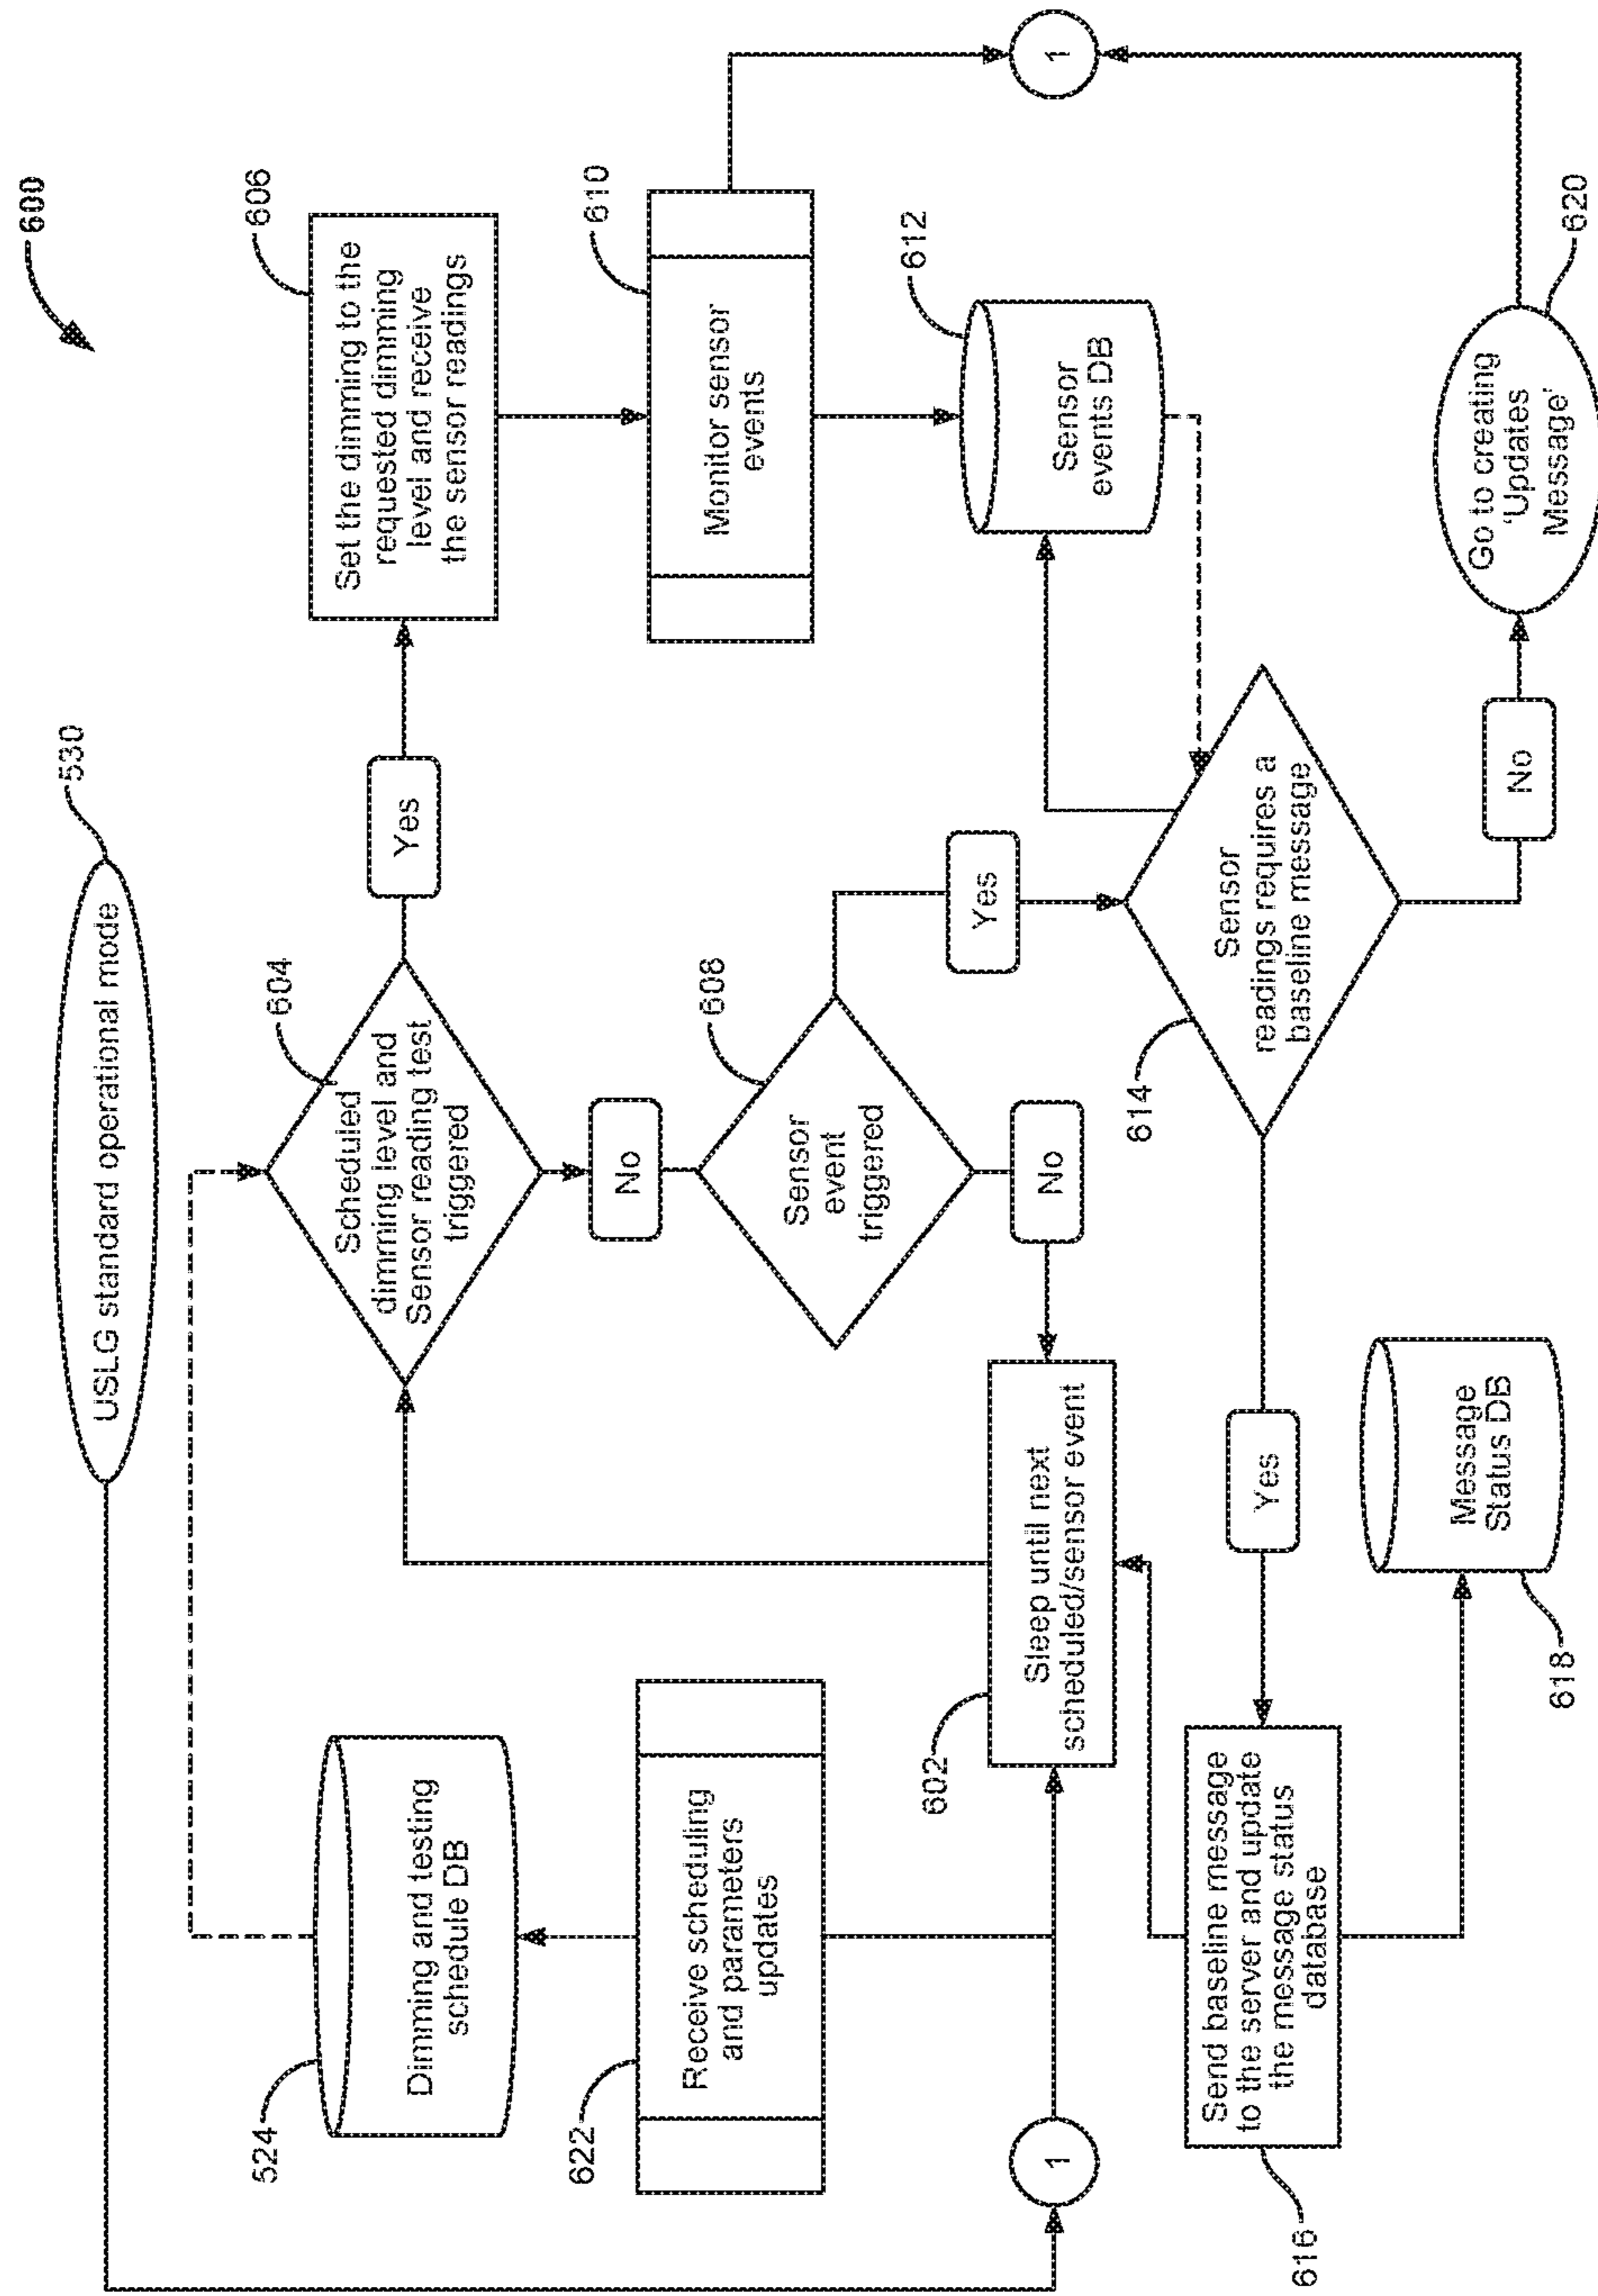 600
USLG standard operational mode
530
524
Dimming and testing
schedule DB
604
Scheduled
dimming level and
Sensor reading test
triggered
Yes
606
Set the dimming to the
requested dimming
level and receive
the sensor readings
622
Receive scheduling
and parameters
updates
No
608
Sensor
event
triggered
610
Monitor sensor
events
602
Sleep until next
scheduled/sensor event
No
Yes
612
Sensor
events DB
1
1
616
Send baseline message
to the server and update
the message status
database
Yes
614
Sensor
readings requires a
baseline message
618
Message
Status DB
No
Go to creating
'Updates
Message'
620